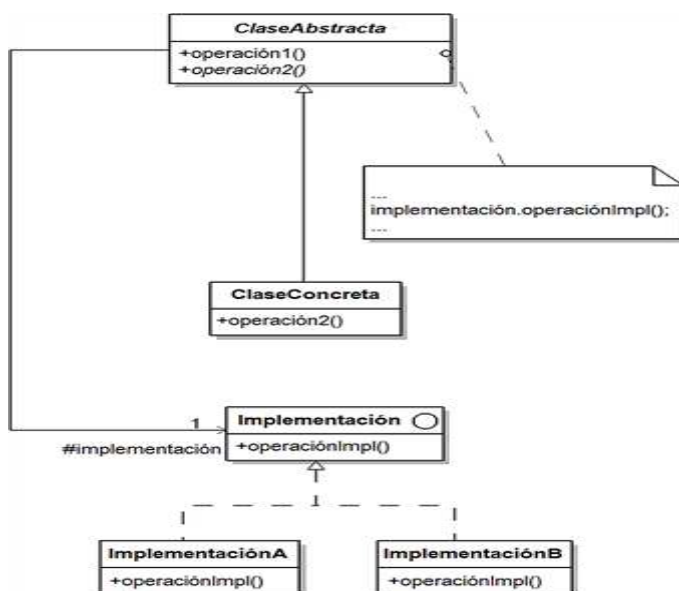 ClaseAbstracta
+operación1()
+operación2()
...
implementación.operaciónImpl();
...
ClaseConcreta
+operación2()
1
#implementación
Implementación
+operaciónImpl()
ImplementaciónA
+operaciónImpl()
ImplementaciónB
+operaciónImpl()